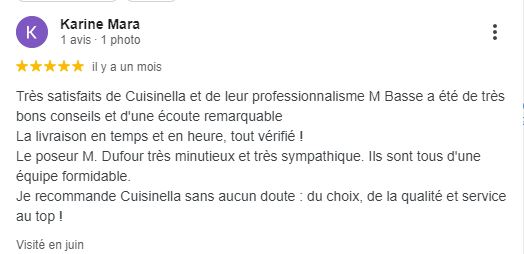 K
Karine Mara
1 avis · 1 photo
il y a un mois
Très satisfaits de Cuisinella et de leur professionnalisme M Basse a été de très
bons conseils et d'une écoute remarquable
La livraison en temps et en heure, tout vérifié !
Le poseur M. Dufour très minutieux et très sympathique. Ils sont tous d'une
équipe formidable.
Je recommande Cuisinella sans aucun doute : du choix, de la qualité et service
au top !
Visité en juin